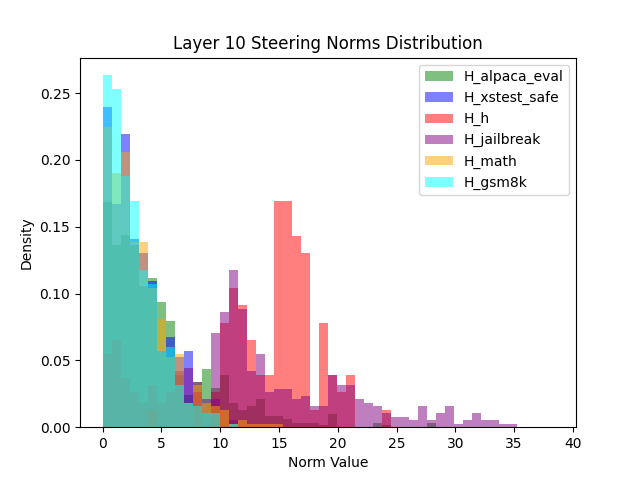 Layer 10 Steering Norms Distribution
H_alpaca_eval
H_xstest_safe
H_h
H_jailbreak
H_math
H_gsm8k
Density
0.25
0.20
0.15
0.10
0.05
0.00
0 5 10 15 20 25 30 35 40
Norm Value